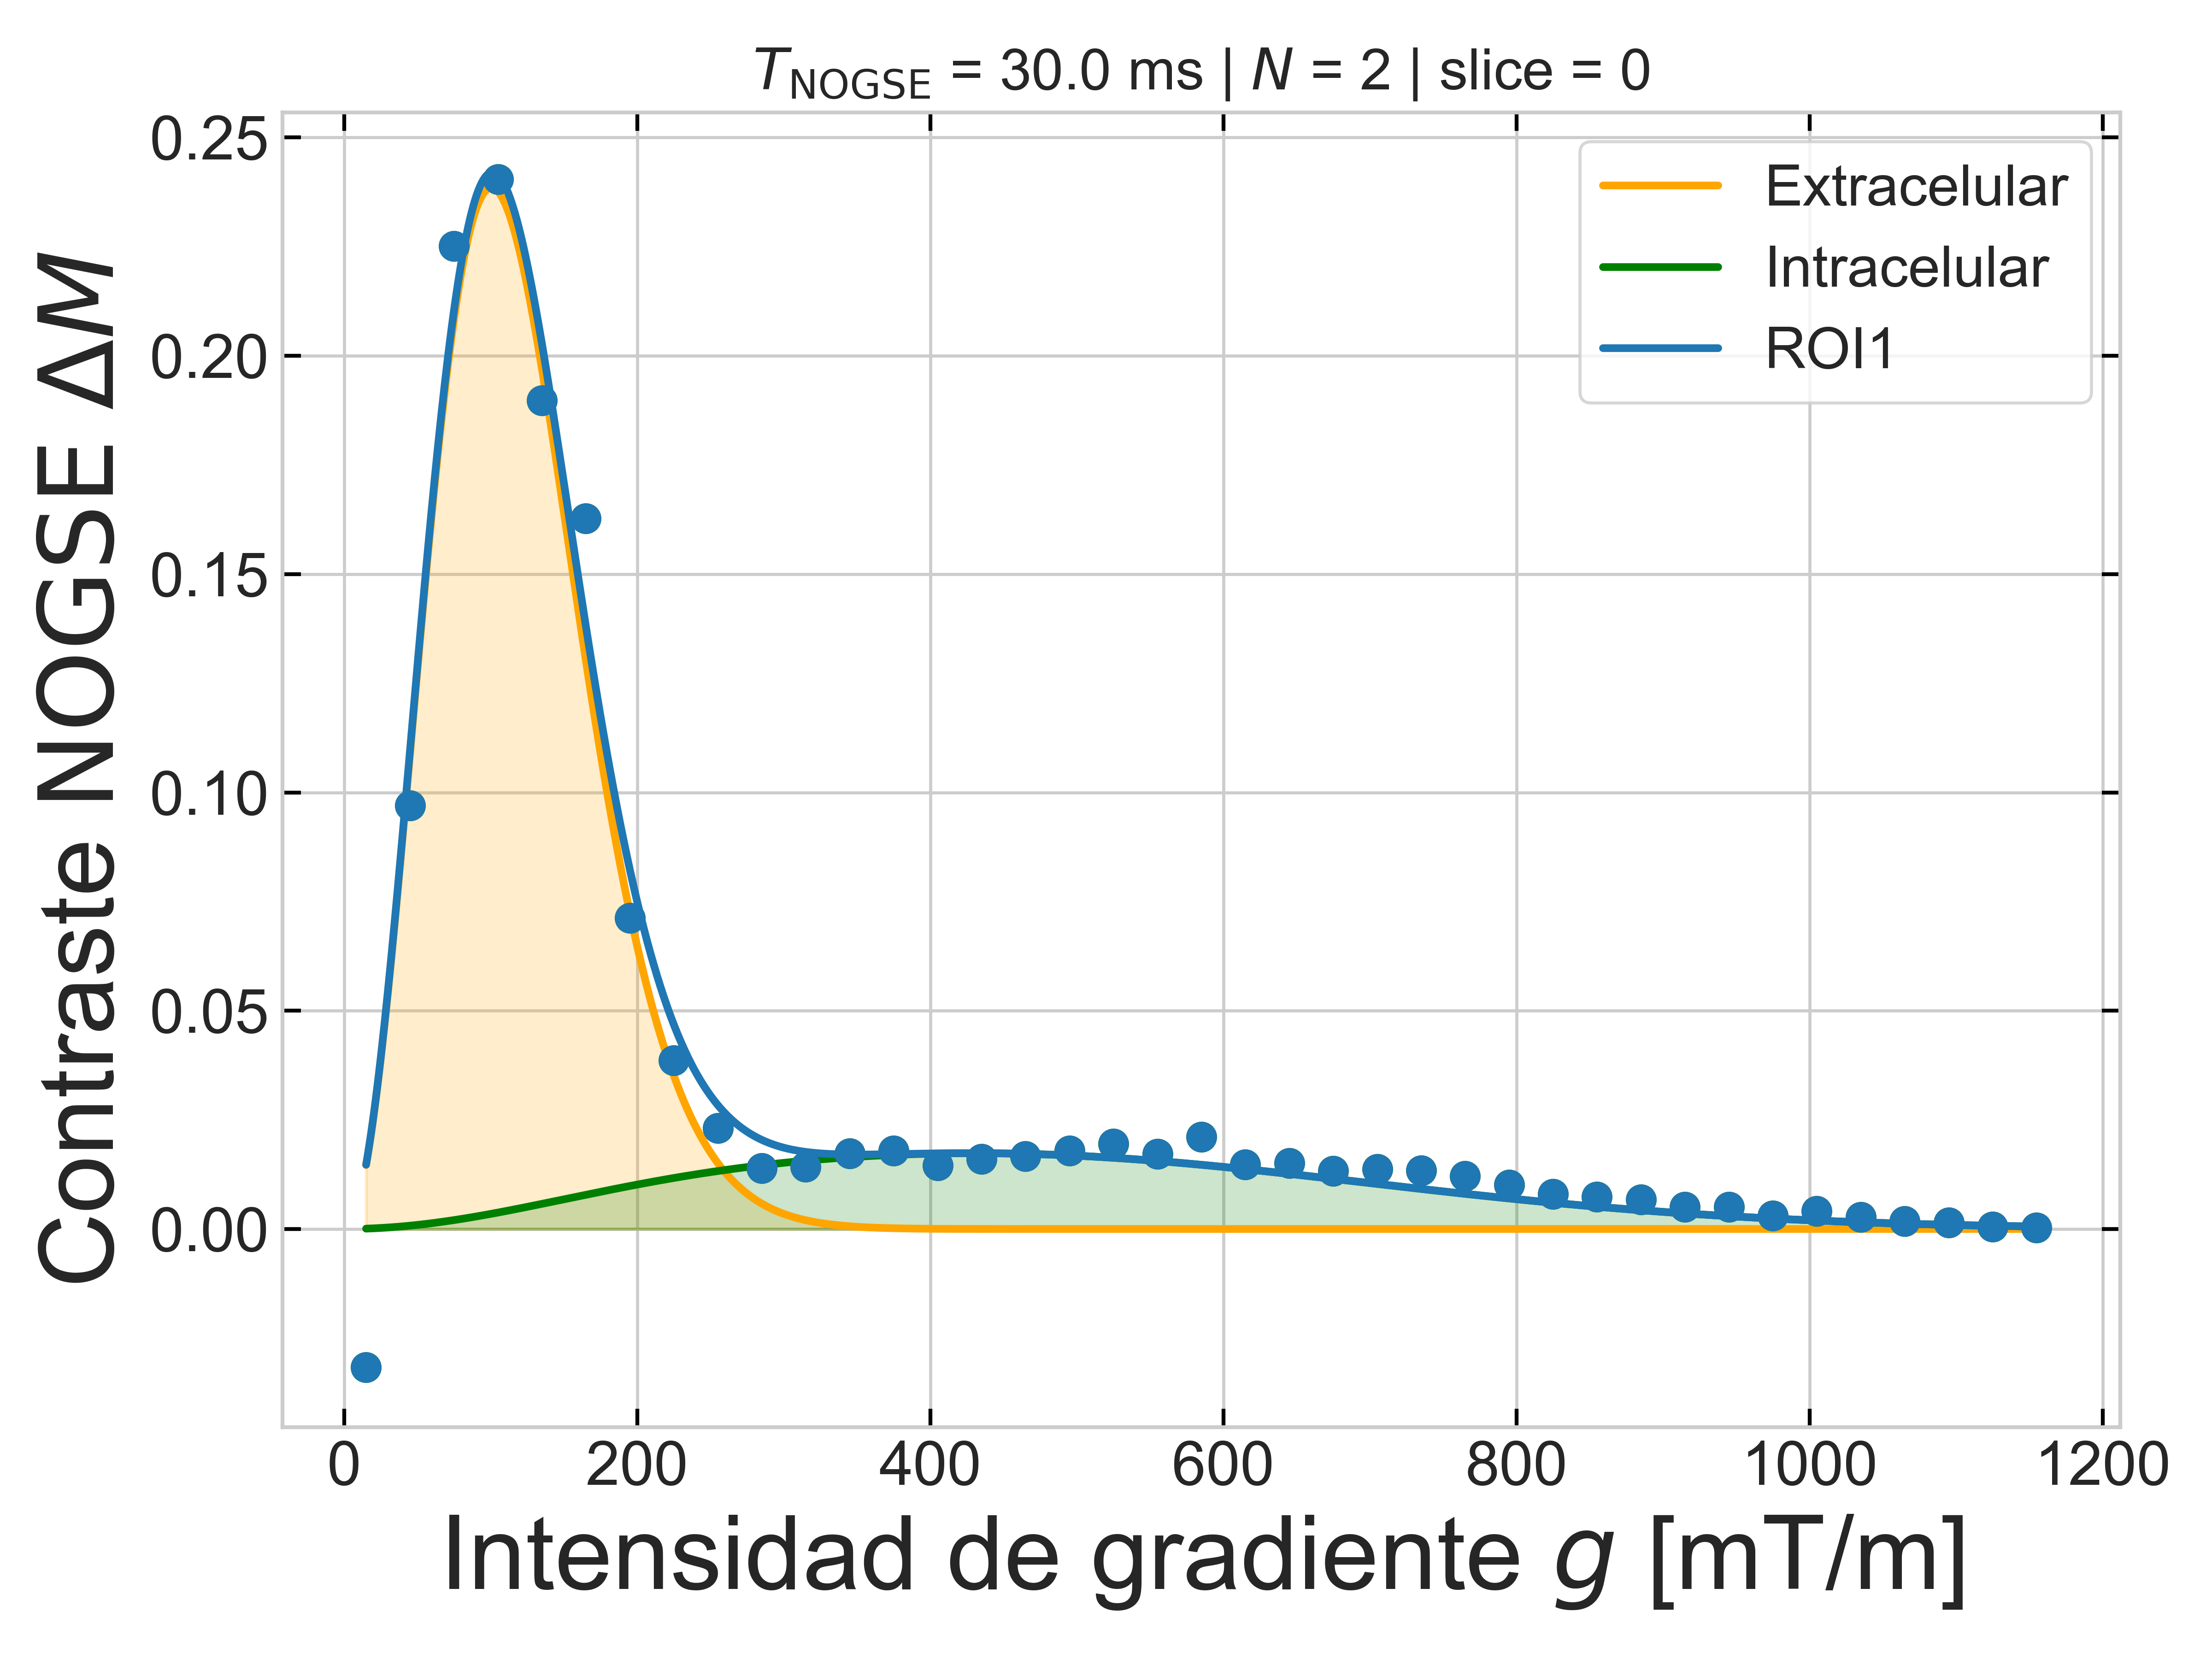 T_NOGSE = 30.0 ms | N = 2 | slice = 0
Contraste NOGSE ΔM
0.25
0.20
0.15
0.10
0.05
0.00
Extracelular
Intracelular
ROI1
0 200 400 600 800 1000 1200
Intensidad de gradiente g [mT/m]